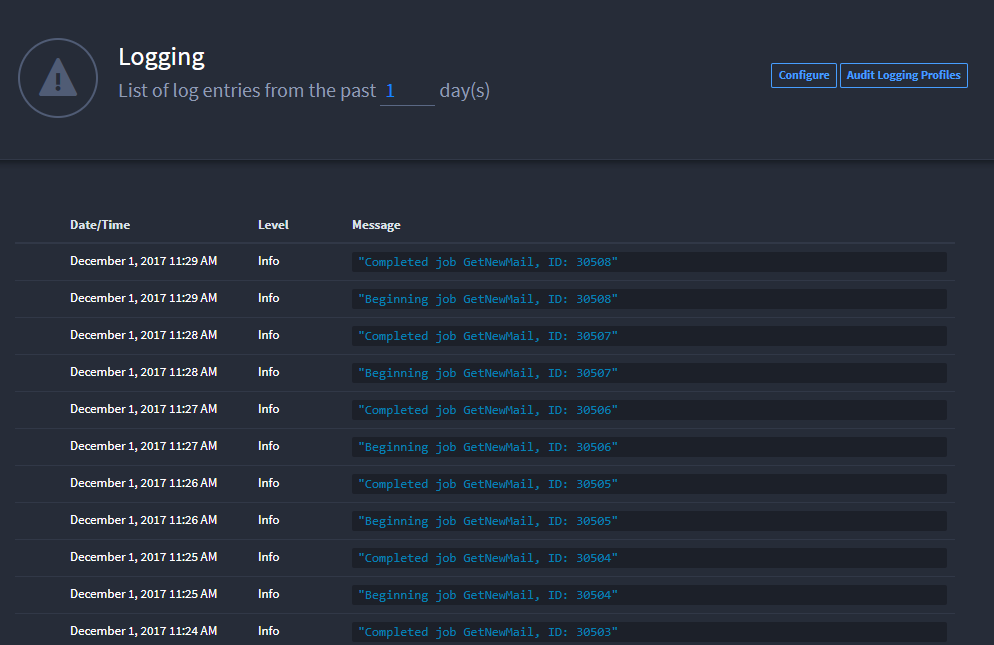 Logging
List of log entries from the past 1 day(s)
Configure Audit Logging Profiles
Date/Time Level Message
December 1, 2017 11:29 AM Info "Completed job GetNewMail, ID: 30508"
December 1, 2017 11:29 AM Info "Beginning job GetNewMail, ID: 30508"
December 1, 2017 11:28 AM Info "Completed job GetNewMail, ID: 30507"
December 1, 2017 11:28 AM Info "Beginning job GetNewMail, ID: 30507"
December 1, 2017 11:27 AM Info "Completed job GetNewMail, ID: 30506"
December 1, 2017 11:27 AM Info "Beginning job GetNewMail, ID: 30506"
December 1, 2017 11:26 AM Info "Completed job GetNewMail, ID: 30505"
December 1, 2017 11:26 AM Info "Beginning job GetNewMail, ID: 30505"
December 1, 2017 11:25 AM Info "Completed job GetNewMail, ID: 30504"
December 1, 2017 11:25 AM Info "Beginning job GetNewMail, ID: 30504"
December 1, 2017 11:24 AM Info "Completed job GetNewMail, ID: 30503"